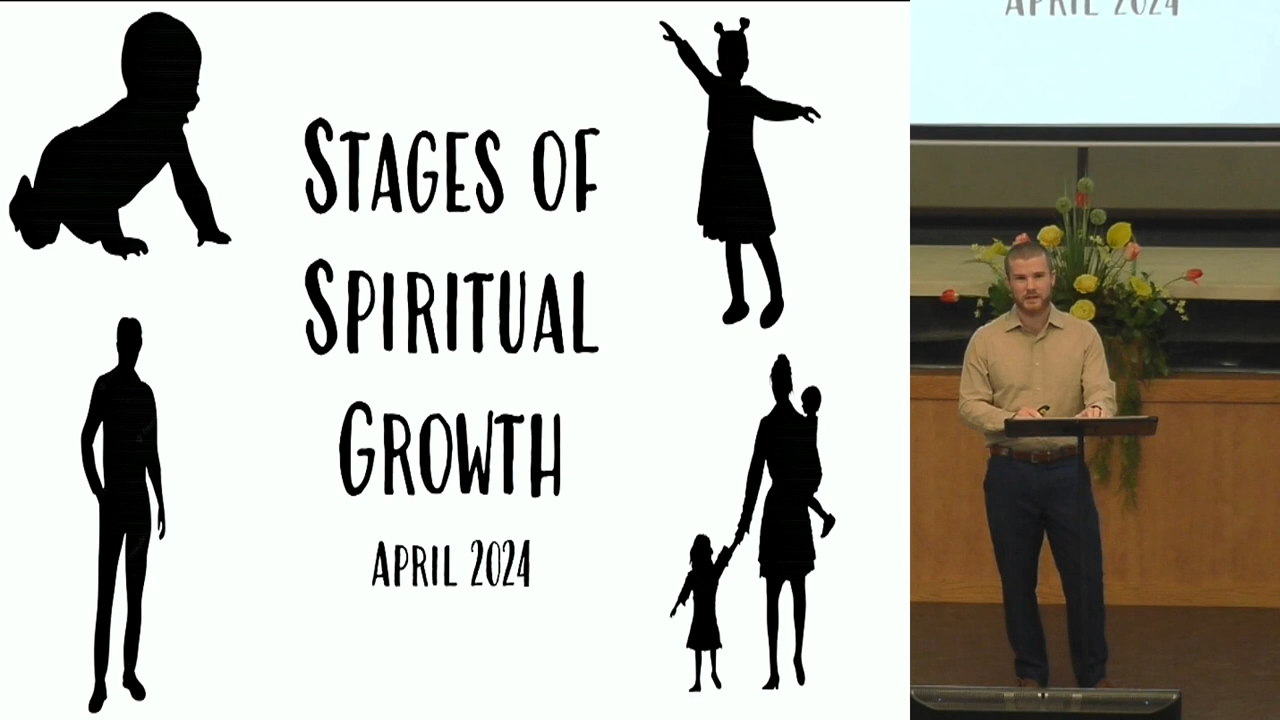 STAGES OF
SPIRITUAL
GROWTH
APRIL 2024
APRIL 2024